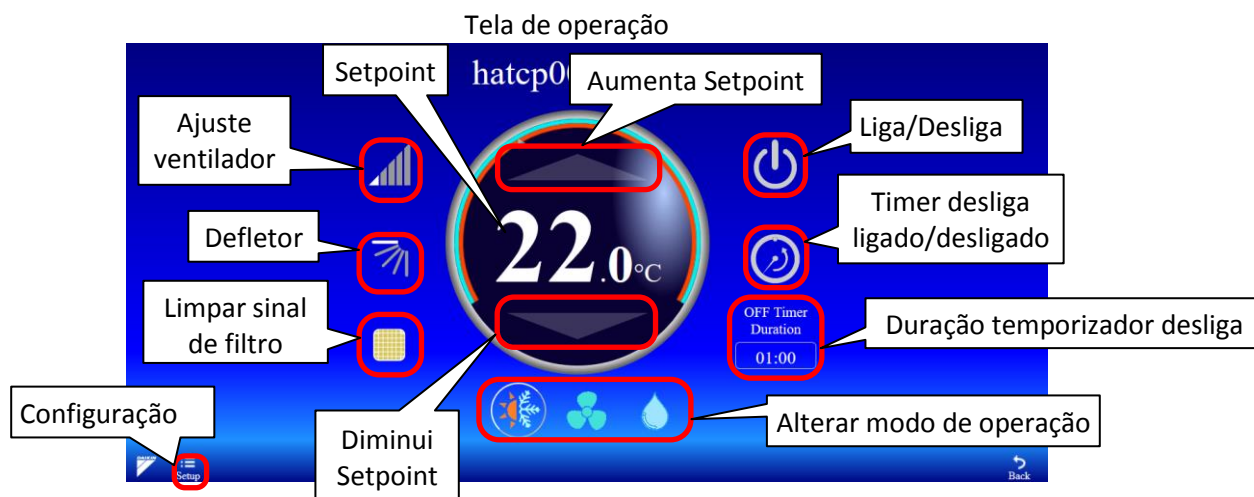 Tela de operação
Setpoint
Aumenta Setpoint
Ajuste
ventilador
Liga/Desliga
Defletor
22.0°C
Timer desliga
ligado/desligado
Limpar sinal
de filtro
OFF Timer
Duration
01:00
Duração temporizador desliga
Configuração
Diminui
Setpoint
Alterar modo de operação
DAIKIN
Setup
Back